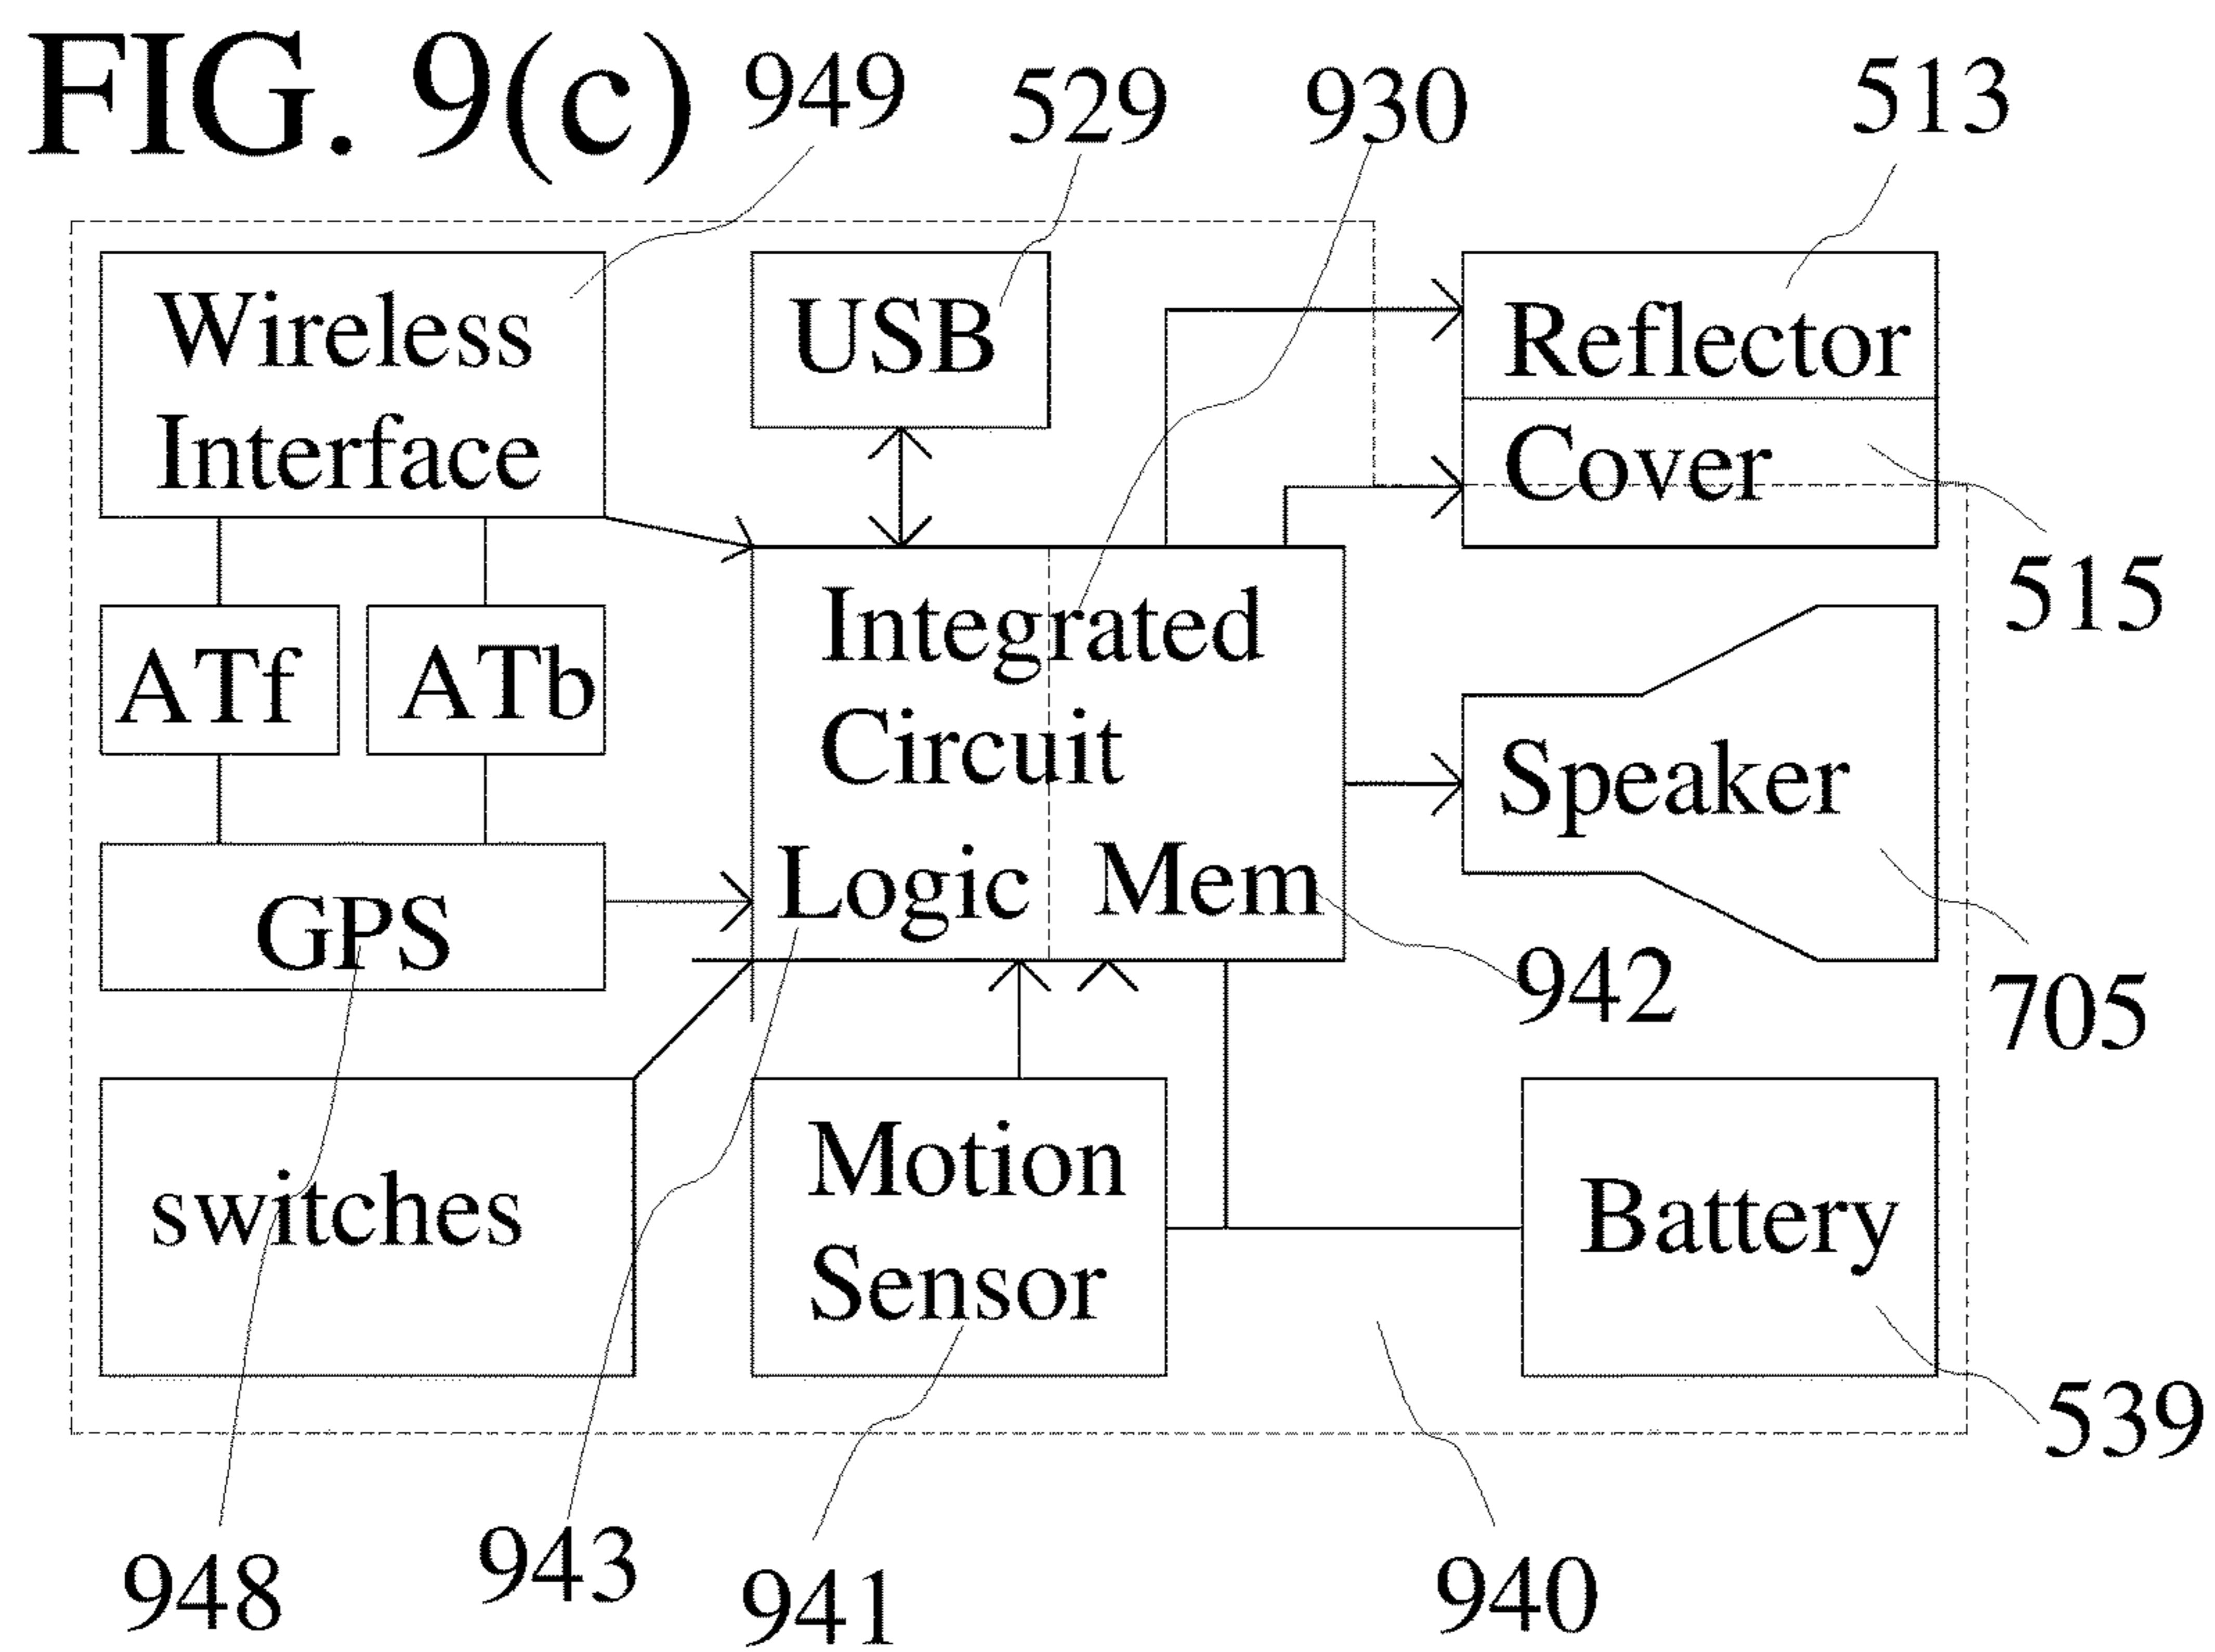 FIG. 9(c)
949
529
930
513
Wireless
Interface
USB
Reflector
Cover
515
ATf
ATb
Integrated
Circuit
Logic
Mem
Speaker
GPS
942
705
switches
Motion
Sensor
Battery
539
948
943
941
940